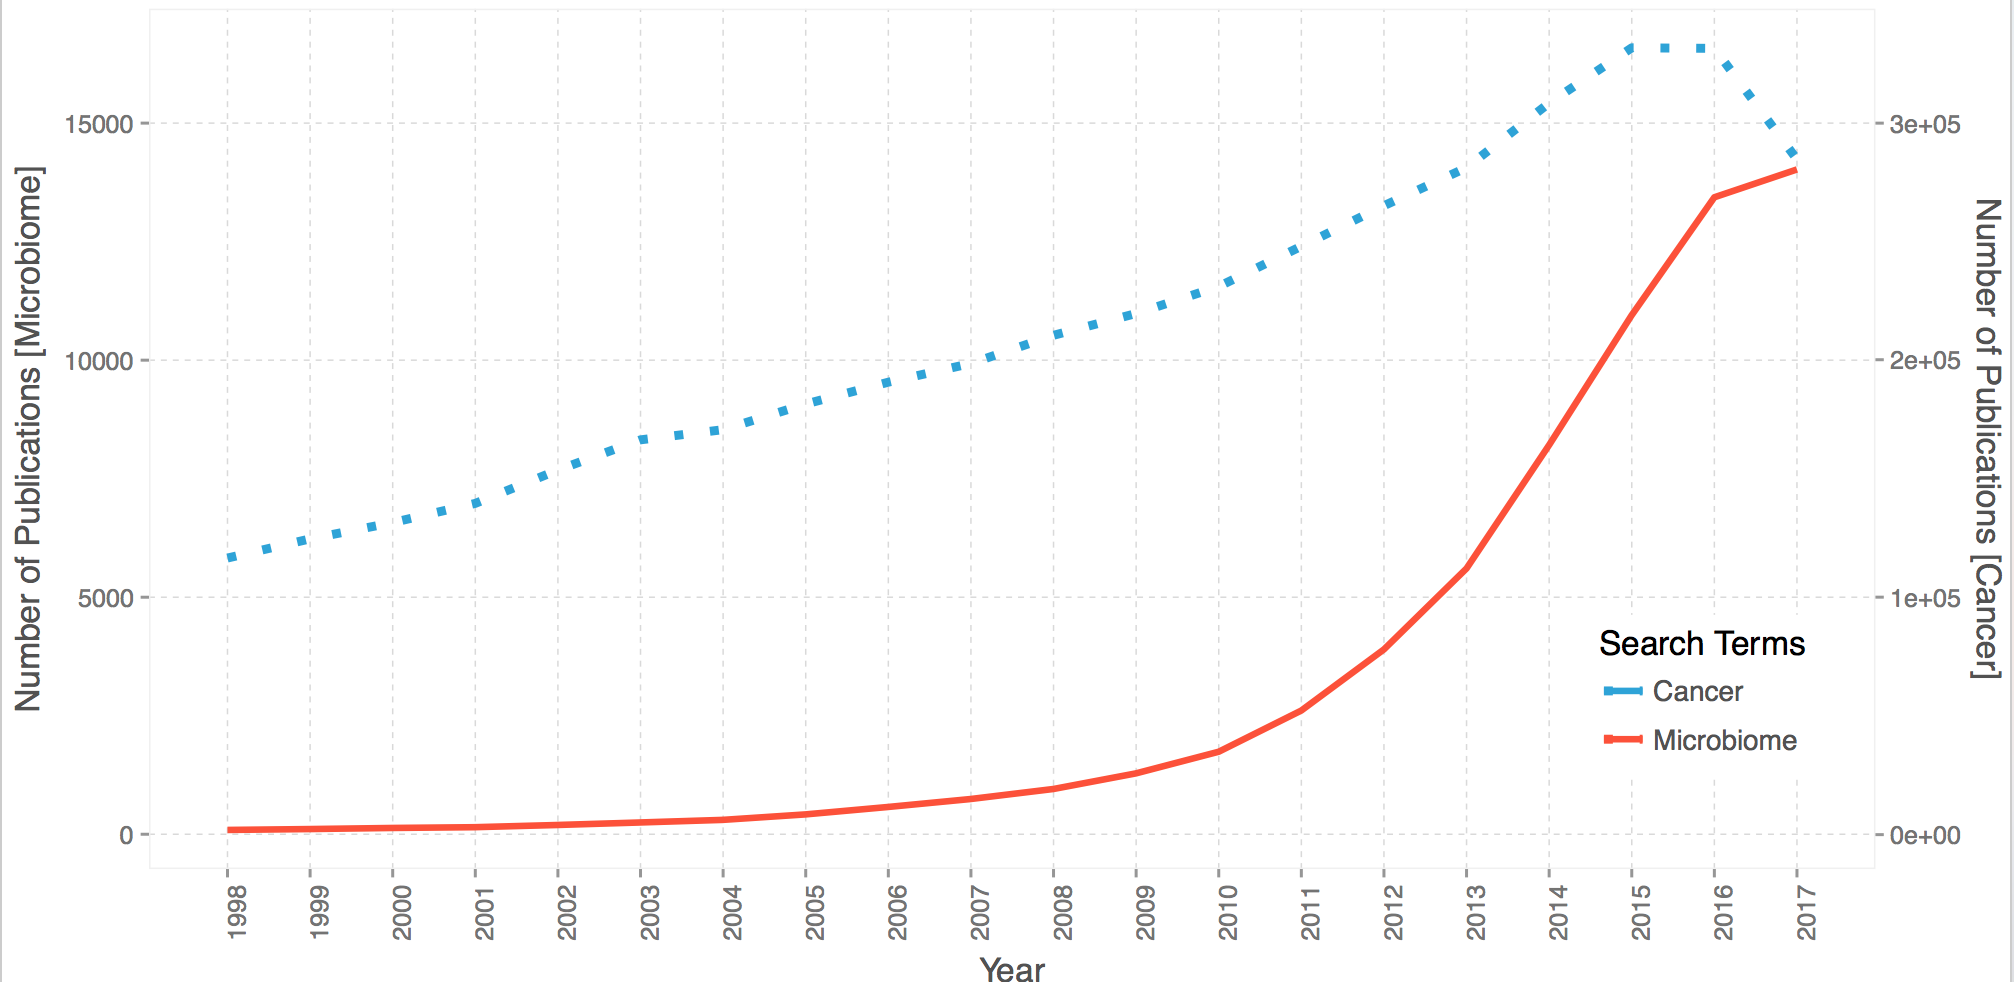 Number of Publications [Microbiome]
15000
10000
5000
0
3e+05
2e+05
1e+05
0e+00
Number of Publications [Cancer]
Search Terms
Cancer
Microbiome
1998
1999
2000
2001
2002
2003
2004
2005
2006
2007
2008
2009
2010
2011
2012
2013
2014
2015
2016
2017
Year